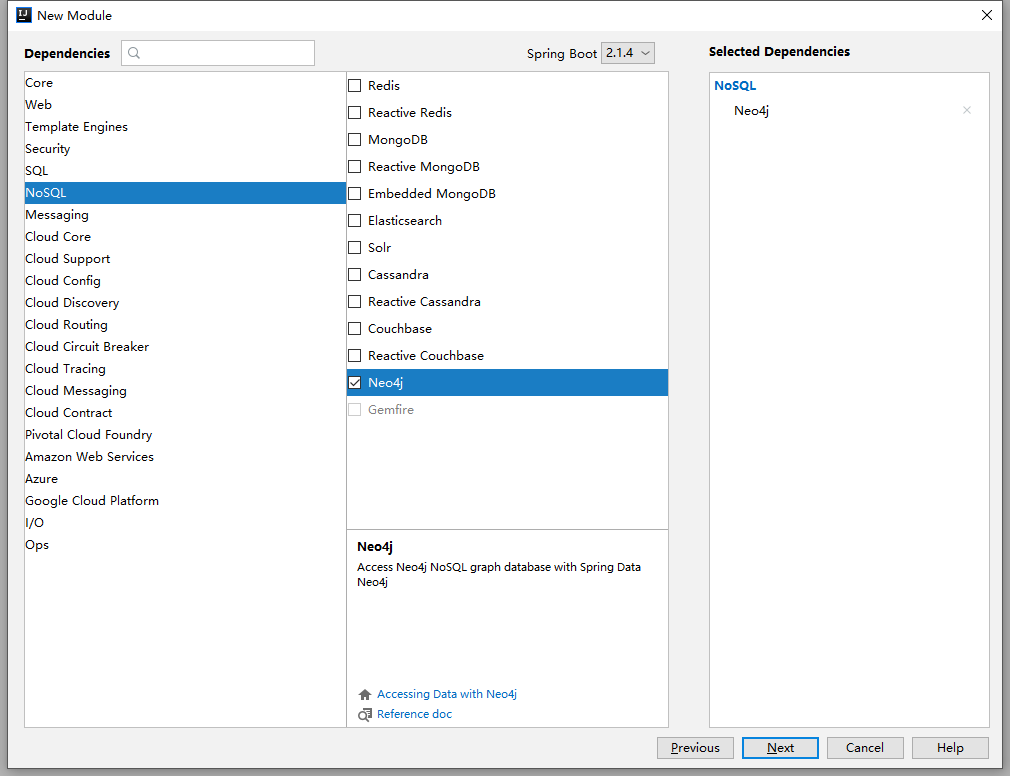 New Module
Dependencies
Spring Boot 2.1.4
Selected Dependencies
Core
Web
Template Engines
Security
SQL
NoSQL
Messaging
Cloud Core
Cloud Support
Cloud Config
Cloud Discovery
Cloud Routing
Cloud Circuit Breaker
Cloud Tracing
Cloud Messaging
Cloud Contract
Pivotal Cloud Foundry
Amazon Web Services
Azure
Google Cloud Platform
I/O
Ops
Redis
Reactive Redis
MongoDB
Reactive MongoDB
Embedded MongoDB
Elasticsearch
Solr
Cassandra
Reactive Cassandra
Couchbase
Reactive Couchbase
Neo4j
Gemfire
Neo4j
Access Neo4j NoSQL graph database with Spring Data
Neo4j
Accessing Data with Neo4j
Reference doc
NoSQL
Neo4j
Previous
Next
Cancel
Help